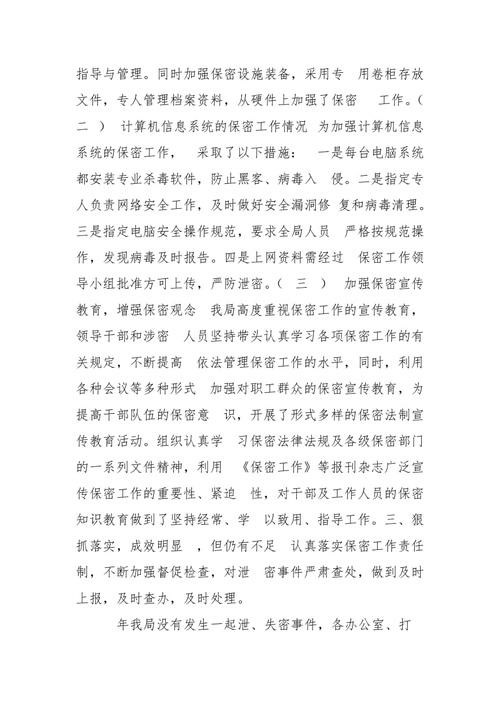 指导与管理。同时加强保密设施装备，采用专　用卷柜存放
文件，专人管理档案资料，从硬件上加强了保密　 工作。（
二　）　计算机信息系统的保密工作情况 为加强计算机信息
系统的保密工作，　采取了以下措施：　一是每台电脑系统
都安装专业杀毒软件，防止黑客、病毒入　侵。二是指定专
人负责网络安全工作，及时做好安全漏洞修 复和病毒清理。
三是指定电脑安全操作规范，要求全局人员　严格按规范操
作，发现病毒及时报告。四是上网资料需经过　保密工作领
导小组批准方可上传，严防泄密。（　三　）　加强保密宣传
教育，增强保密观念　我局高度重视保密工作的宣传教育，
领导干部和涉密　人员坚持带头认真学习各项保密工作的有
关规定，不断提高　依法管理保密工作的水平，同时，利用
各种会议等多种形式　加强对职工群众的保密宣传教育，为
提高干部队伍的保密意　识，开展了形式多样的保密法制宣
传教育活动。组织认真学　习保密法律法规及各级保密部门
的一系列文件精神，利用　《保密工作》等报刊杂志广泛宣
传保密工作的重要性、紧迫　性，对干部及工作人员的保密
知识教育做到了坚持经常、学　以致用、指导工作。三、狠
抓落实，成效明显　，但仍有不足　认真落实保密工作责任
制，不断加强督促检查，对泄　密事件严肃查处，做到及时
上报，及时查办，及时处理。
年我局没有发生一起泄、失密事件，各办公室、打